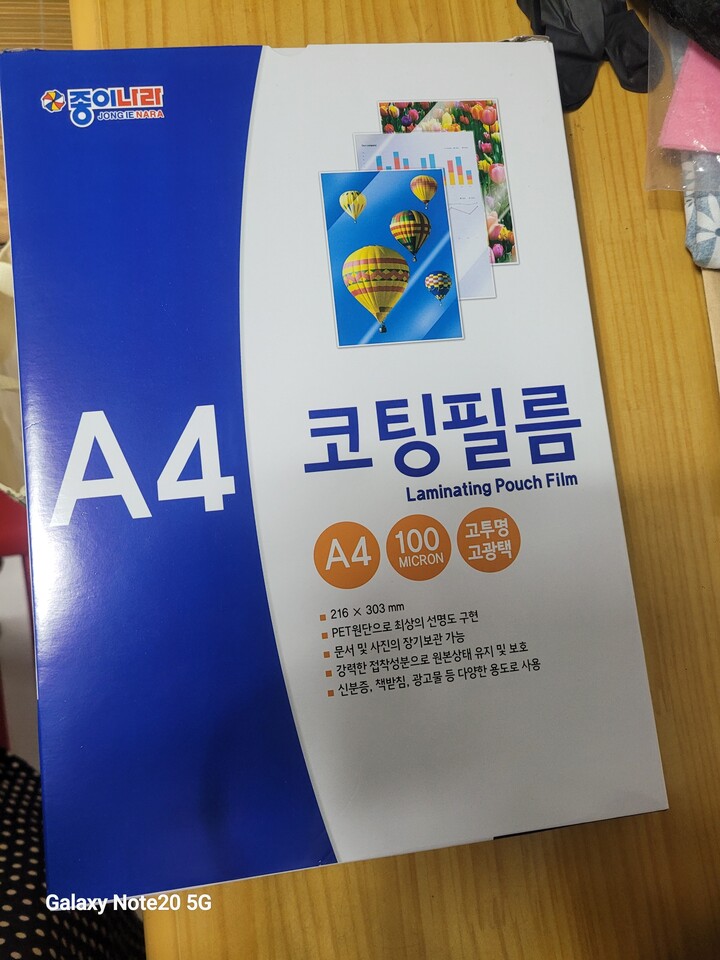 종이나라
JONG IE NARA
A4
코팅필름
Laminating Pouch Film
A4
100
MICRON
고투명
고광택
216 × 303 mm
PET원단으로 최상의 선명도 구현
문서 및 사진의 장기보관 가능
강력한 접착성분으로 원본상태 유지 및 보호
신분증, 책받침, 광고물 등 다양한 용도로 사용
Galaxy Note20 5G